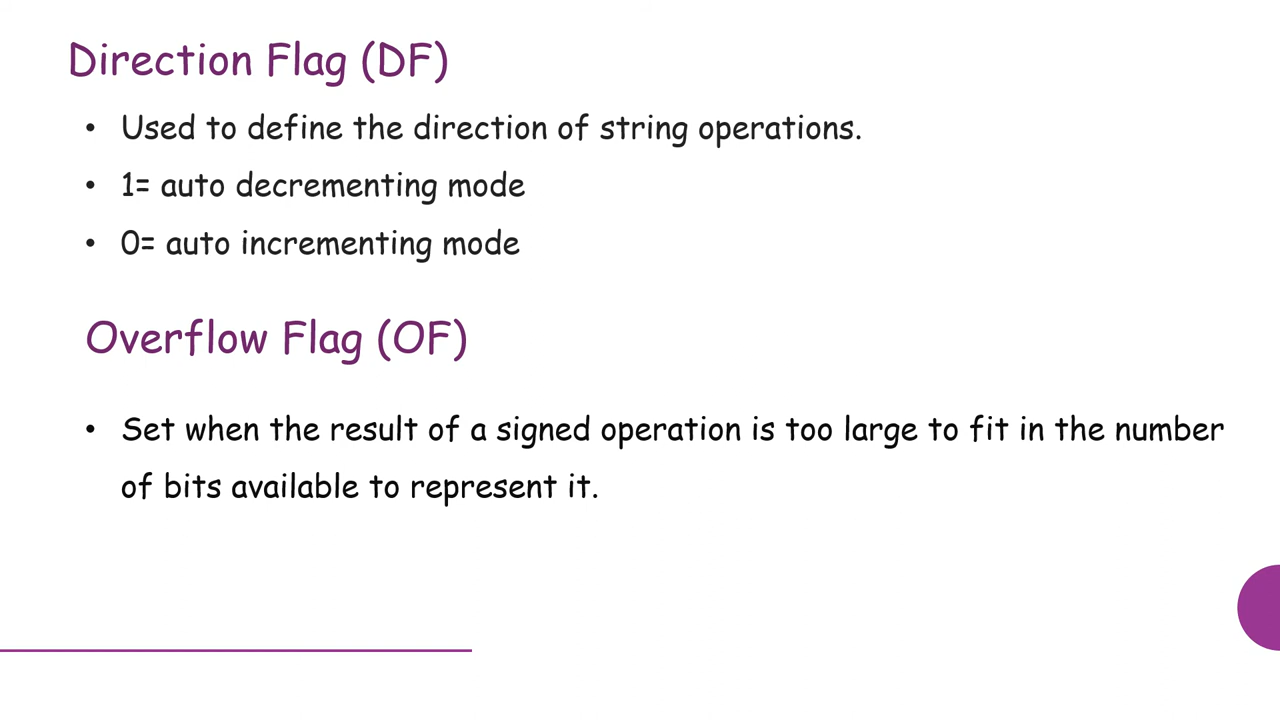 Direction Flag (DF)
• Used to define the direction of string operations.
• 1= auto decrementing mode
• 0= auto incrementing mode
Overflow Flag (OF)
• Set when the result of a signed operation is too large to fit in the number
of bits available to represent it.